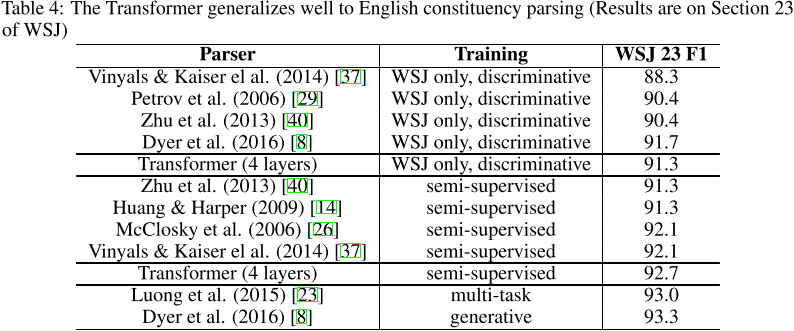 Table 4: The Transformer generalizes well to English constituency parsing (Results are on Section 23
of WSJ)
Parser Training WSJ 23 F1
Vinyals & Kaiser el al. (2014) [37] WSJ only, discriminative 88.3
Petrov et al. (2006) [29] WSJ only, discriminative 90.4
Zhu et al. (2013) [40] WSJ only, discriminative 90.4
Dyer et al. (2016) [8] WSJ only, discriminative 91.7
Transformer (4 layers) WSJ only, discriminative 91.3
Zhu et al. (2013) [40] semi-supervised 91.3
Huang & Harper (2009) [14] semi-supervised 91.3
McClosky et al. (2006) [26] semi-supervised 92.1
Vinyals & Kaiser el al. (2014) [37] semi-supervised 92.1
Transformer (4 layers) semi-supervised 92.7
Luong et al. (2015) [23] multi-task 93.0
Dyer et al. (2016) [8] generative 93.3